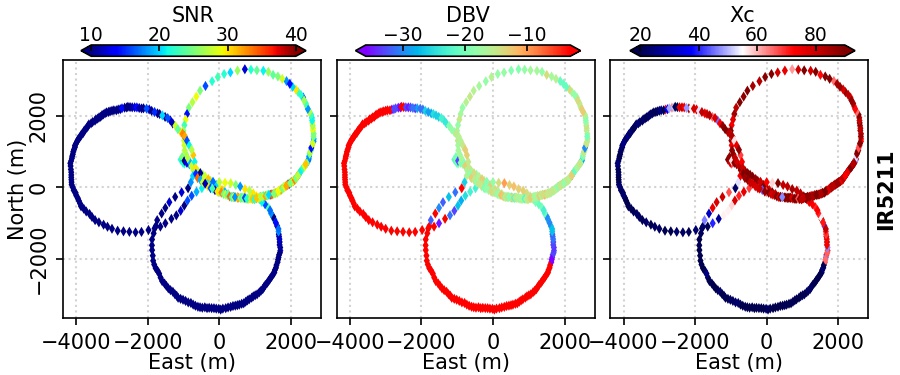 SNR DBV Xc
10 20 30 40 −30 −20 −10 20 40 60 80
North (m)
2000
0
−2000
−4000 −2000 0 2000 −4000 −2000 0 2000 −4000 −2000 0 2000
East (m) East (m) East (m)
IR5211